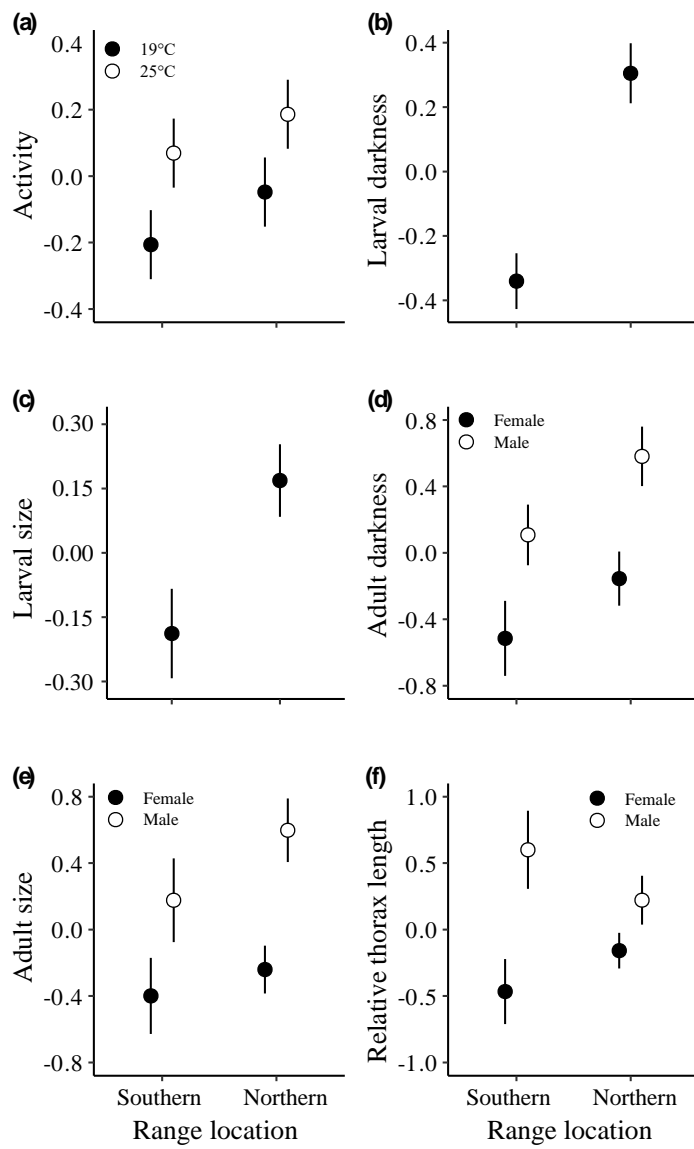 (a)
Activity
0.4
0.2
0.0
-0.2
-0.4
19°C
25°C
(b)
Larval darkness
0.4
0.2
0.0
-0.2
-0.4
(c)
Larval size
0.30
0.15
0.00
-0.15
-0.30
(d)
Adult darkness
0.8
0.4
0.0
-0.4
-0.8
Female
Male
(e)
Adult size
0.8
0.4
0.0
-0.4
-0.8
Female
Male
Southern Northern
Range location
(f)
Relative thorax length
1.0
0.5
0.0
-0.5
-1.0
Female
Male
Southern Northern
Range location